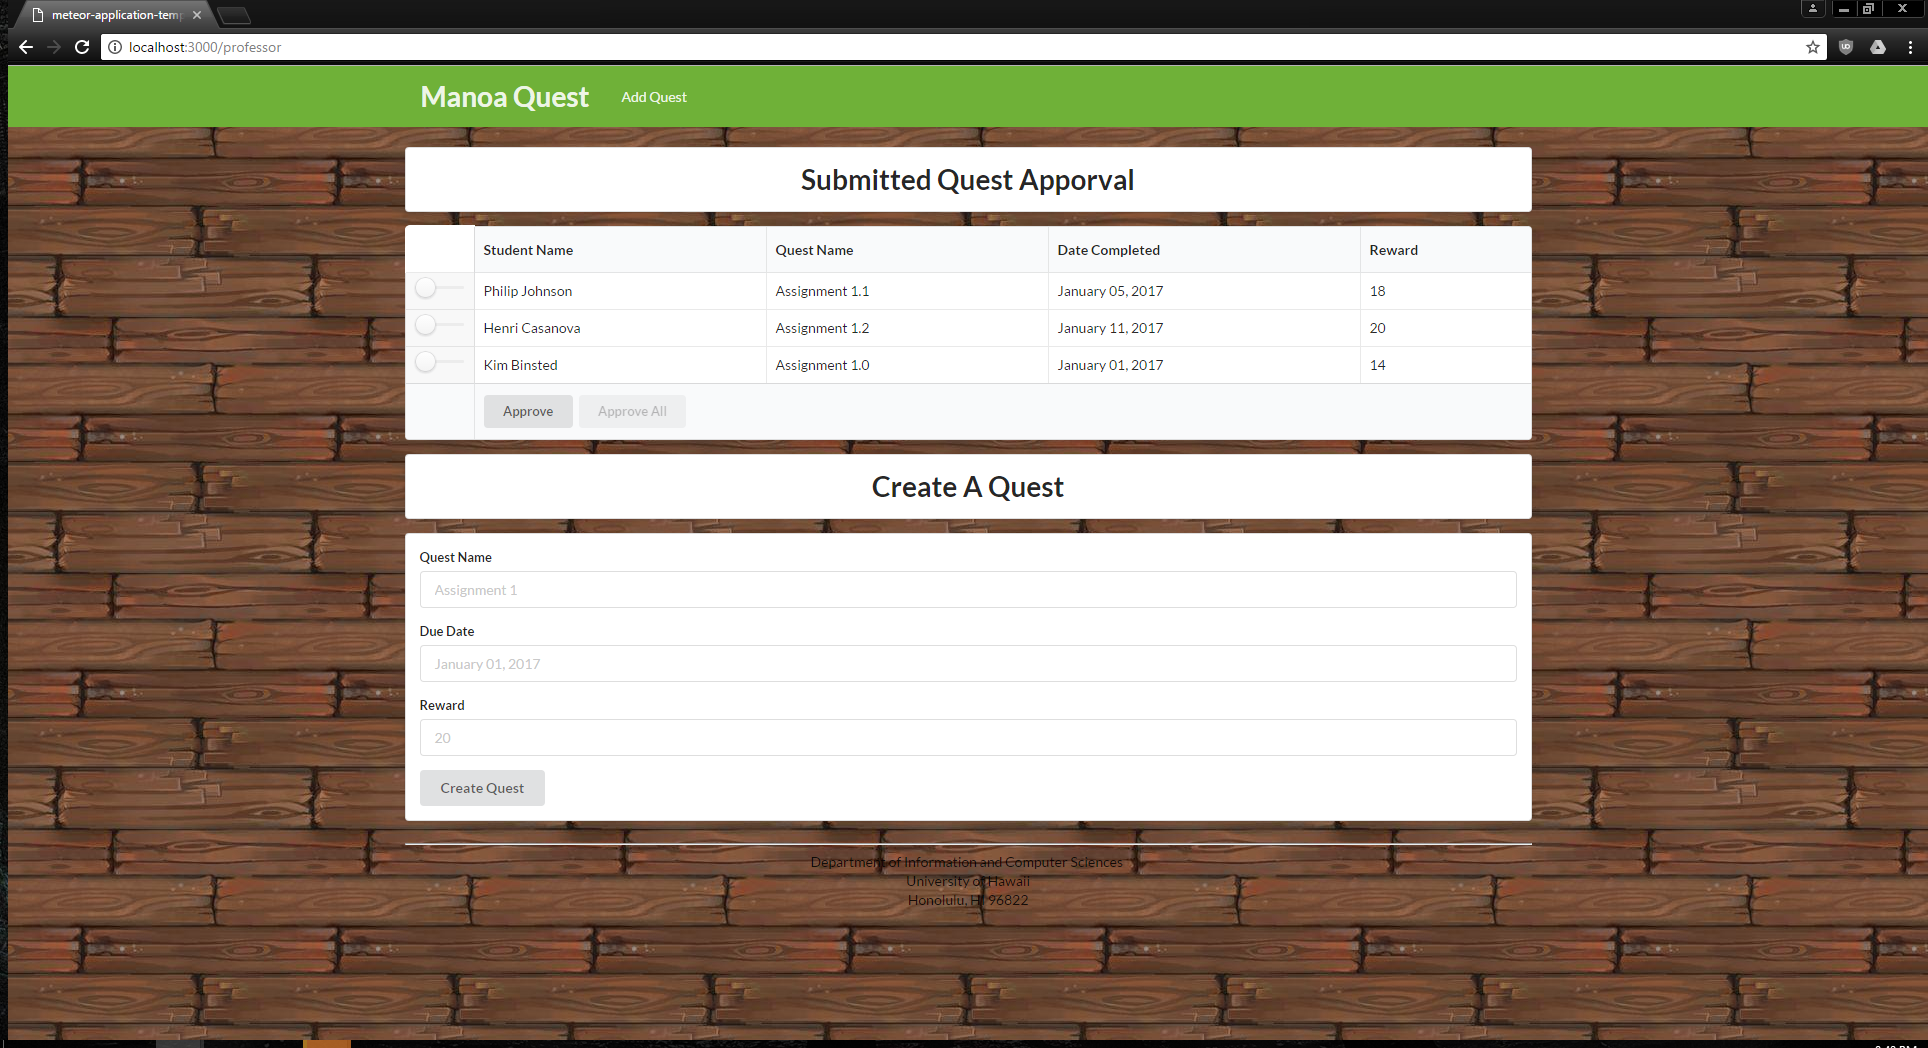 meteor-application-temp
localhost:3000/professor
Manoa Quest Add Quest
Submitted Quest Apporval
Student Name Quest Name Date Completed Reward
Philip Johnson Assignment 1.1 January 05, 2017 18
Henri Casanova Assignment 1.2 January 11, 2017 20
Kim Binsted Assignment 1.0 January 01, 2017 14
Approve Approve All
Create A Quest
Quest Name
Assignment 1
Due Date
January 01, 2017
Reward
20
Create Quest
Department of Information and Computer Sciences
University of Hawaii
Honolulu, HI 96822